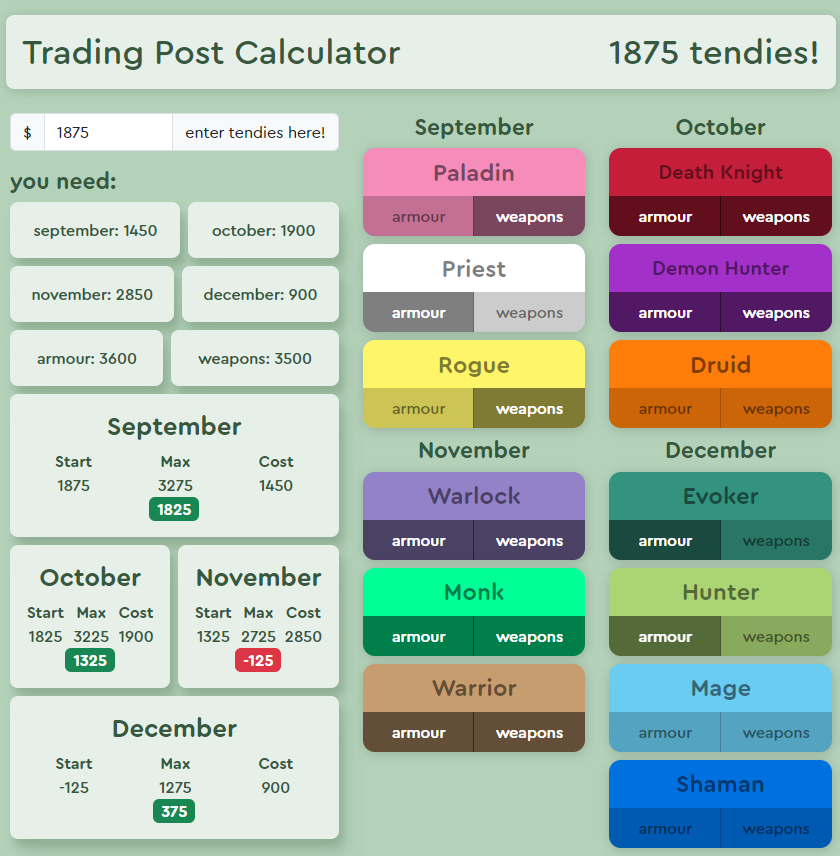 Trading Post Calculator
1875 tendies!
$ 1875 enter tendies here!
you need:
september: 1450
october: 1900
november: 2850
december: 900
armour: 3600
weapons: 3500
September
Start Max Cost
1875 3275 1450
1825
October
Start Max Cost
1825 3225 1900
1325
November
Start Max Cost
1325 2725 2850
-125
December
Start Max Cost
-125 1275 900
375
September
Paladin
armour weapons
Priest
armour weapons
Rogue
armour weapons
October
Death Knight
armour weapons
Demon Hunter
armour weapons
Druid
armour weapons
November
Warlock
armour weapons
Monk
armour weapons
Warrior
armour weapons
December
Evoker
armour weapons
Hunter
armour weapons
Mage
armour weapons
Shaman
armour weapons